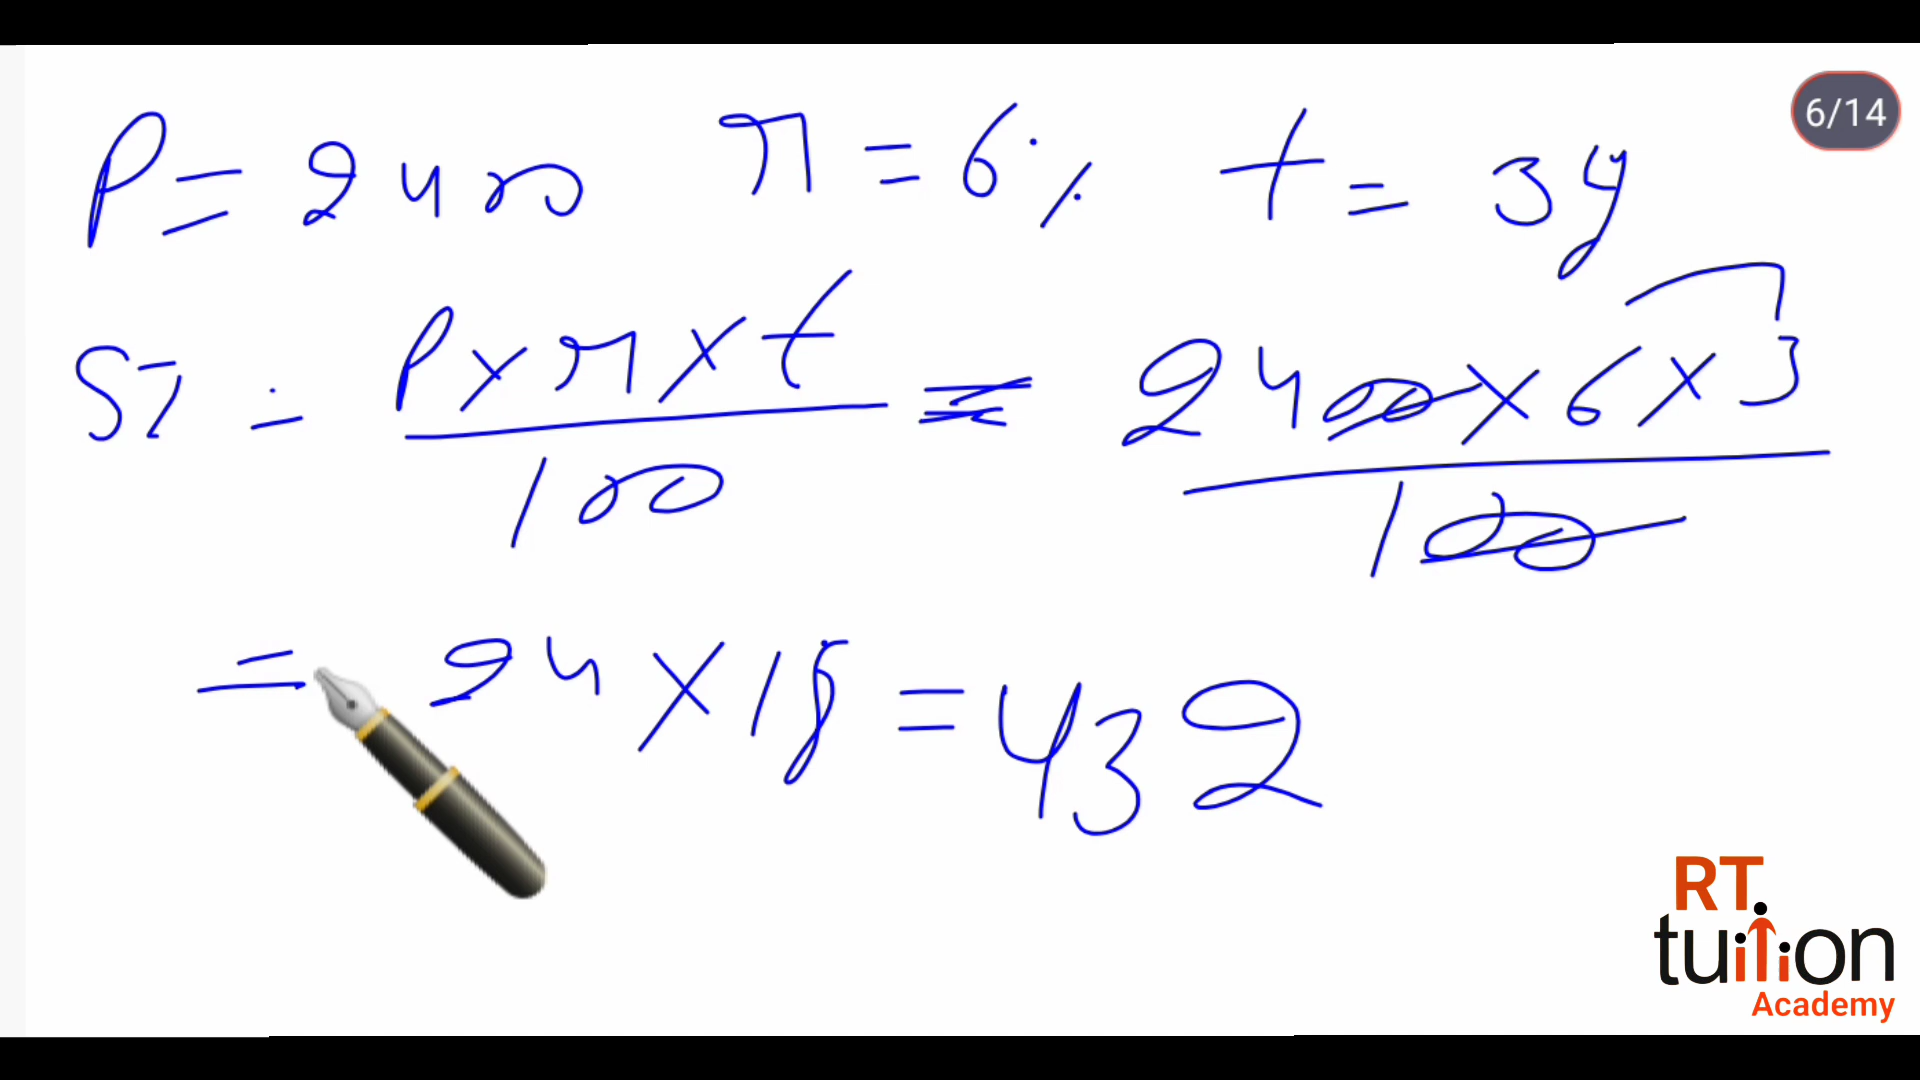 P = 2400 r = 6% t = 3y
6/14
SI = P×r×t/100 = 2400×6×3/100
= 24×18 = 432
RT
tuition
Academy